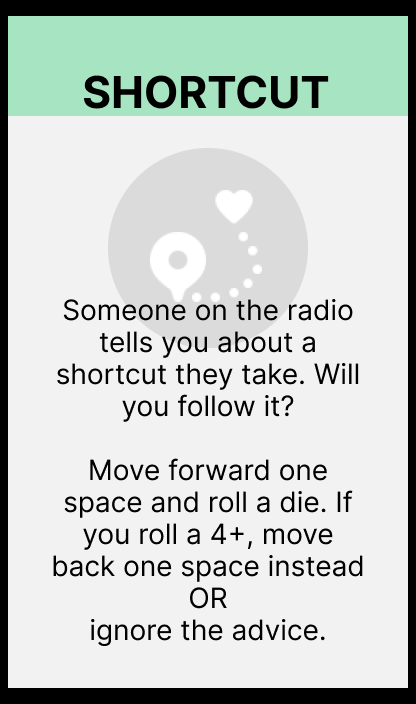 SHORTCUT
Someone on the radio
tells you about a
shortcut they take. Will
you follow it?
Move forward one
space and roll a die. If
you roll a 4+, move
back one space instead
OR
ignore the advice.